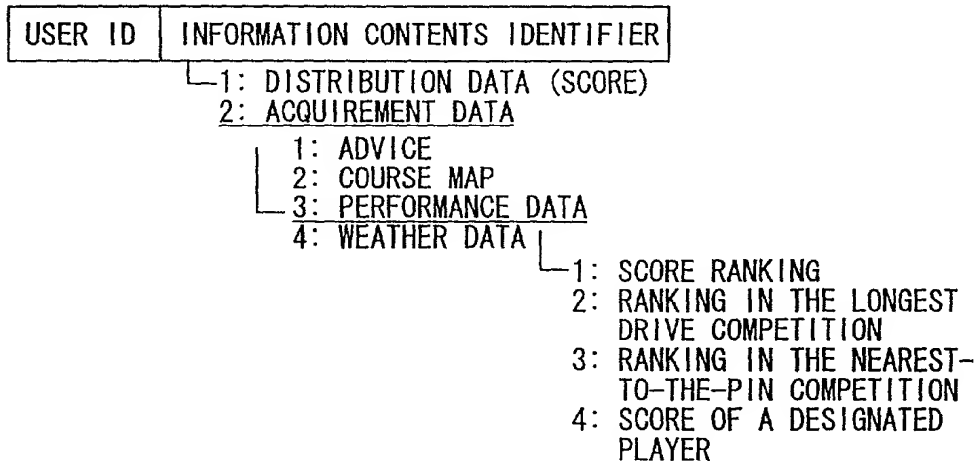 USER ID INFORMATION CONTENTS IDENTIFIER
1: DISTRIBUTION DATA (SCORE)
2: ACQUIREMENT DATA
1: ADVICE
2: COURSE MAP
3: PERFORMANCE DATA
4: WEATHER DATA
1: SCORE RANKING
2: RANKING IN THE LONGEST
DRIVE COMPETITION
3: RANKING IN THE NEAREST-
TO-THE-PIN COMPETITION
4: SCORE OF A DESIGNATED
PLAYER